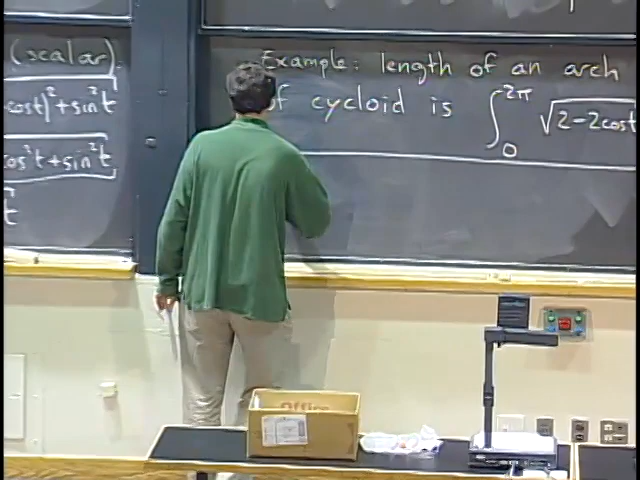 (scalar)
cost)² + sin²t
cos²t + sin²t
t
Example: length of an arch
of cycloid is ∫₀^2π √2-2cost
Office